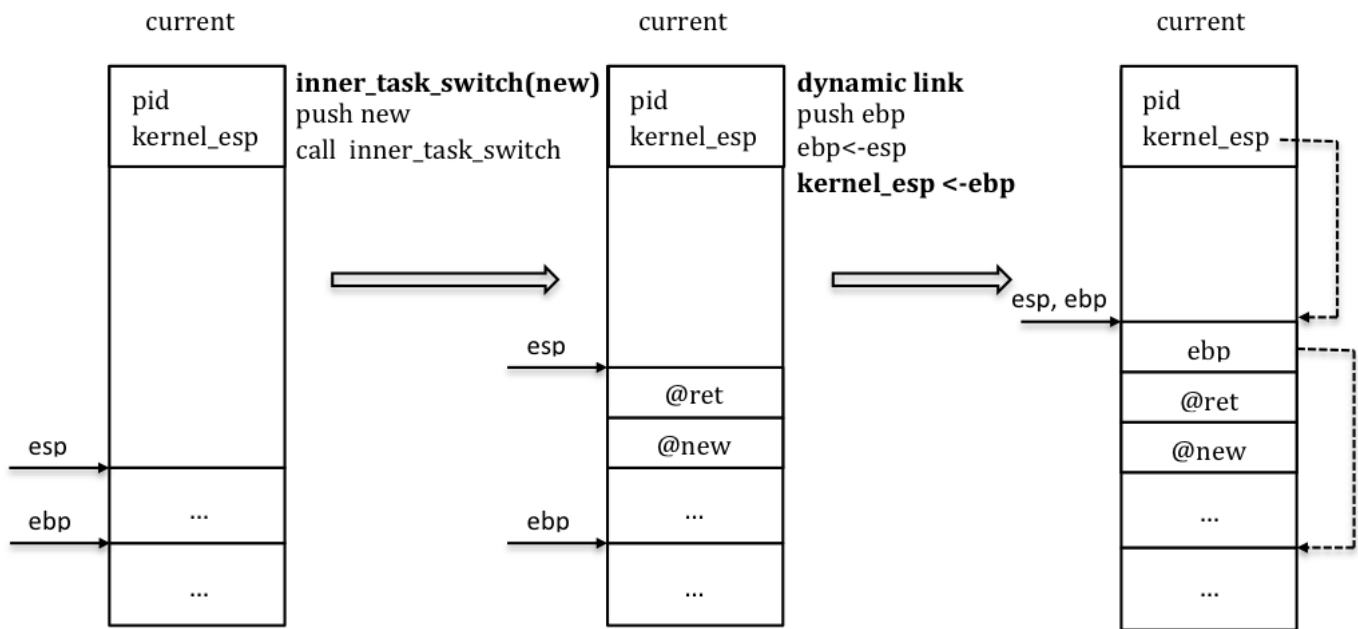 current
current
current
pid
kernel_esp
inner_task_switch(new)
push new
call inner_task_switch
pid
kernel_esp
dynamic link
push ebp
ebp<-esp
kernel_esp <-ebp
pid
kernel_esp
esp
ebp
...
...
esp
ebp
@ret
@new
...
...
esp, ebp
ebp
@ret
@new
...
...